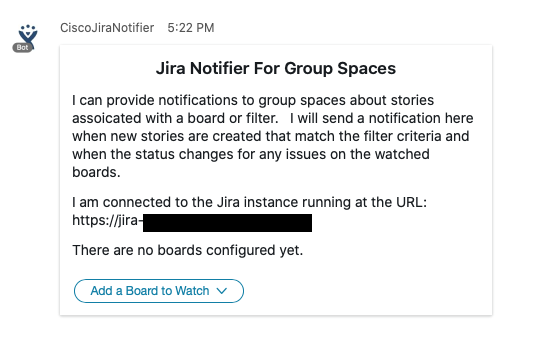 CiscoJiraNotifier 5:22 PM
Bot
Jira Notifier For Group Spaces
I can provide notifications to group spaces about stories
assoicated with a board or filter. I will send a notification here
when new stories are created that match the filter criteria and
when the status changes for any issues on the watched
boards.
I am connected to the Jira instance running at the URL:
https://jira-
There are no boards configured yet.
Add a Board to Watch